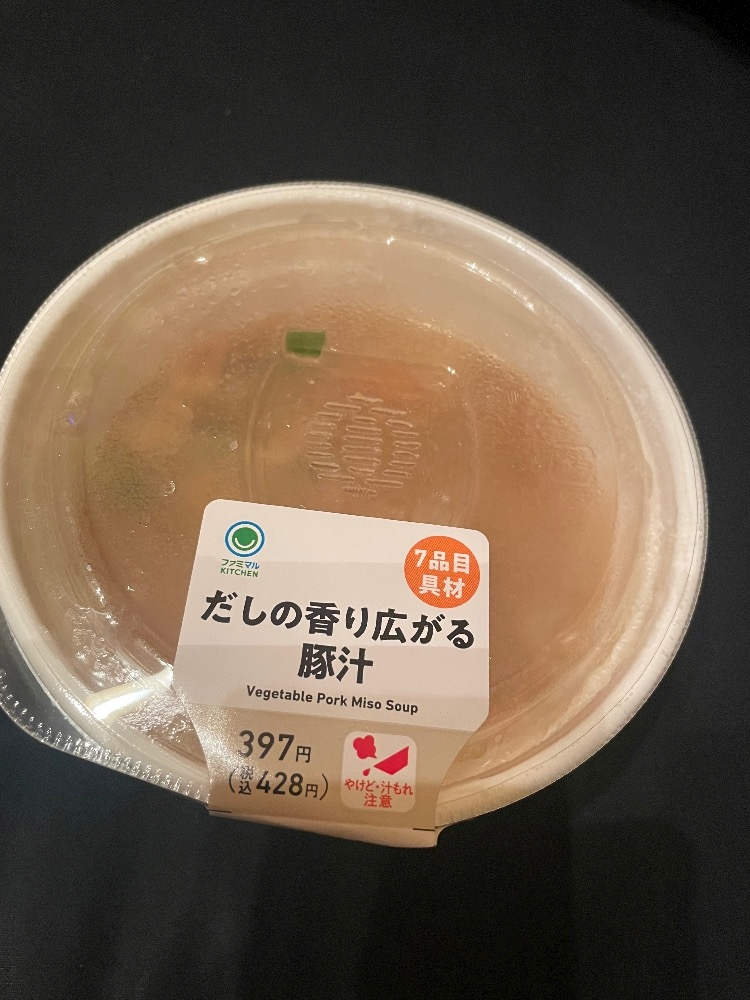 ファミマル
KITCHEN
7品目
具材
だしの香り広がる
豚汁
Vegetable Pork Miso Soup
397円
(税込428円)
やけど・汁もれ
注意